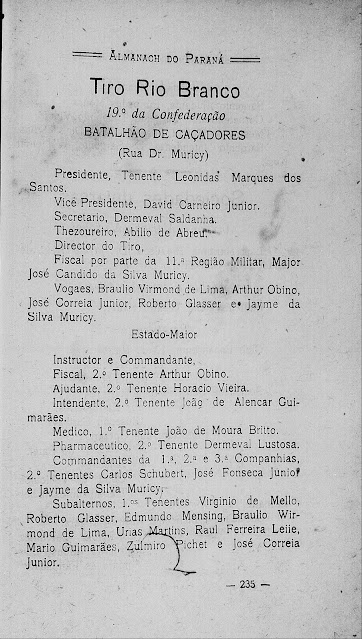 ALMANACH DO PARANÁ
Tiro Rio Branco
19.º da Confederação
BATALHÃO DE CAÇADORES
(Rua Dr. Muricy)
Presidente, Tenente Leonidas Marques dos
Santos.
Vice Presidente, David Carneiro Junior.
Secretario, Dermeval Saldanha.
Thezoureiro, Abilio de Abreu.
Director do Tiro,
Fiscal por parte da 11.ª Região Militar, Major
José Candido da Silva Muricy.
Vogaes, Braulio Virmond de Lima, Arthur Obino,
José Correia Junior, Roberto Glasser e Jayme da
Silva Muricy.
Estado-Maior
Instructor e Commandante,
Fiscal, 2.º Tenente Arthur Obino.
Ajudante, 2.º Tenente Horacio Vieira.
Intendente, 2.º Tenente João de Alencar Gui-
marães.
Medico, 1.º Tenente João de Moura Britto.
Pharmaceutico, 2.º Tenente Dermeval Lustosa.
Commandantes da 1.ª, 2.ª e 3.ª Companhias,
2.ºs Tenentes Carlos Schubert, José Fonseca Junior
e Jayme da Silva Muricy.
Subalternos, 1.ºs Tenentes Virginio de Mello,
Roberto Glasser, Edmundo Mensing, Braulio Wir-
mond de Lima, Urias Martins, Raul Ferreira Leite,
Mario Guimarães, Zulmiro Pichet e José Correia
Junior.
— 235 —